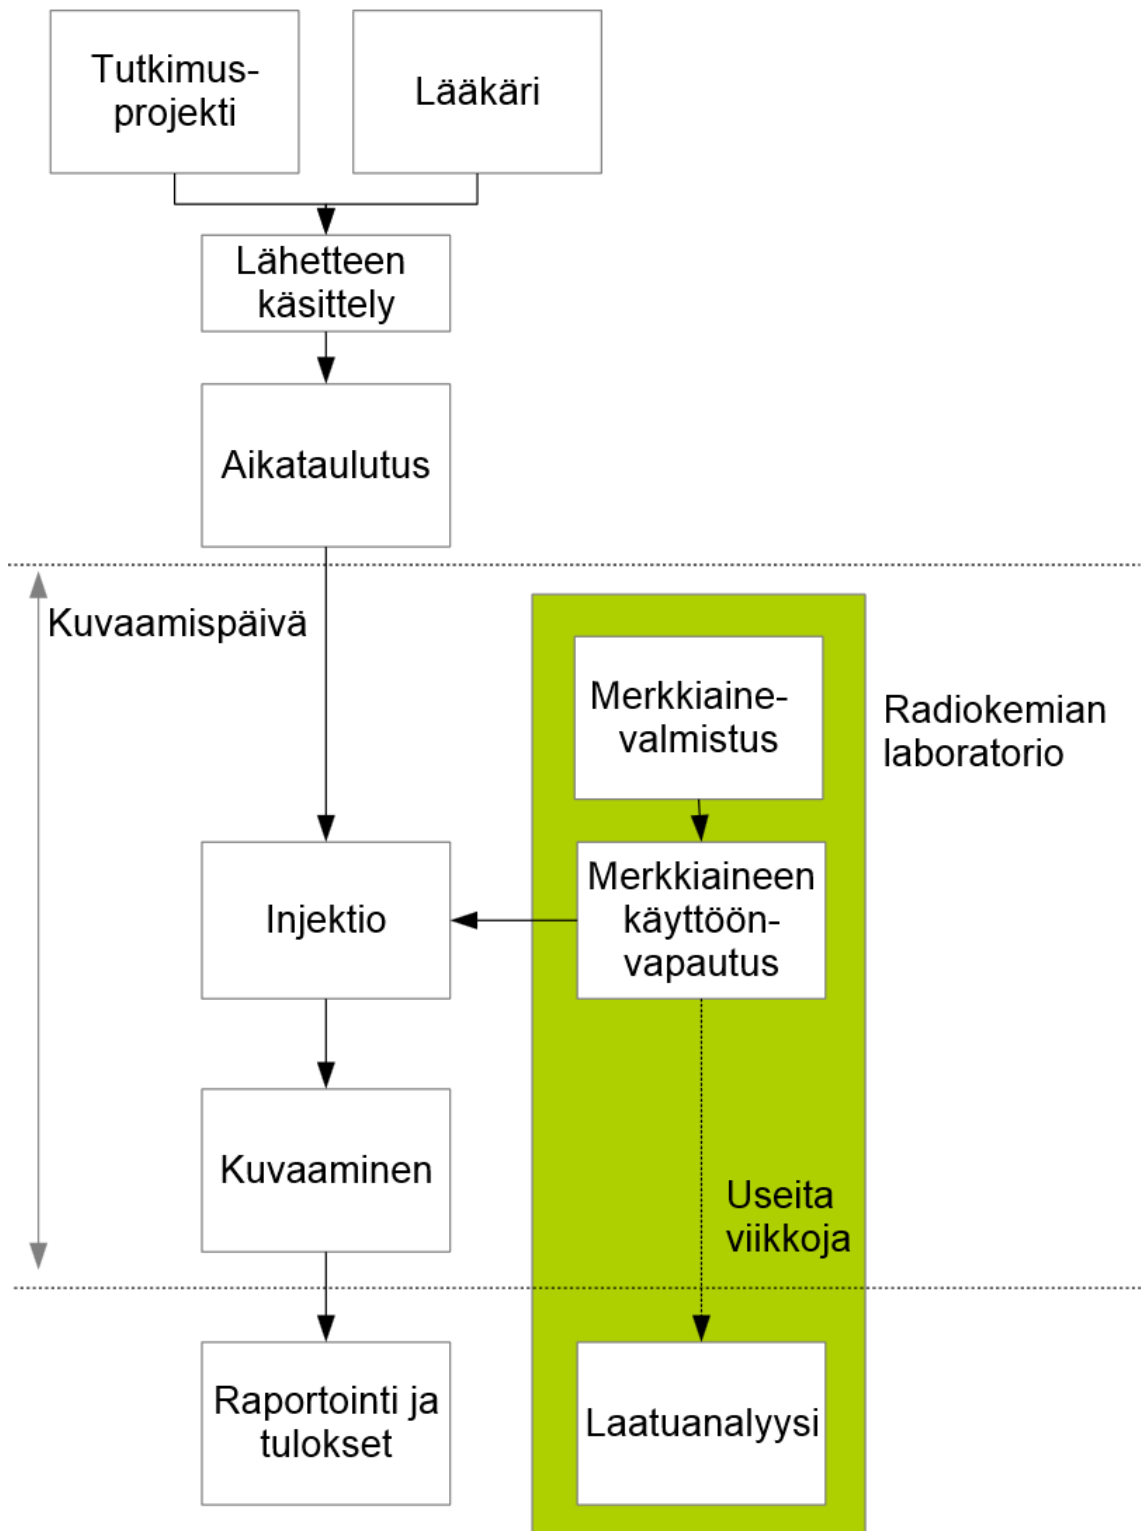 Tutkimus-
projekti
Lääkäri
Lähetteen
käsittely
Aikataulutus
Kuvaamispäivä
Merkkiaine-
valmistus
Radiokemian
laboratorio
Injektio
Merkkiaineen
käyttöön-
vapautus
Kuvaaminen
Useita
viikkoja
Raportointi ja
tulokset
Laatuanalyysi